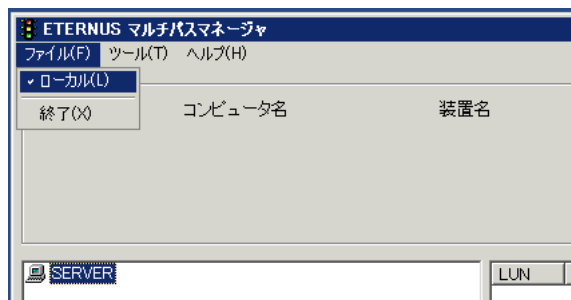 ETERNUS マルチパスマネージャ
ファイル(F) ツール(T) ヘルプ(H)
ローカル(L)
終了(X)
コンピュータ名 装置名
SERVER
LUN